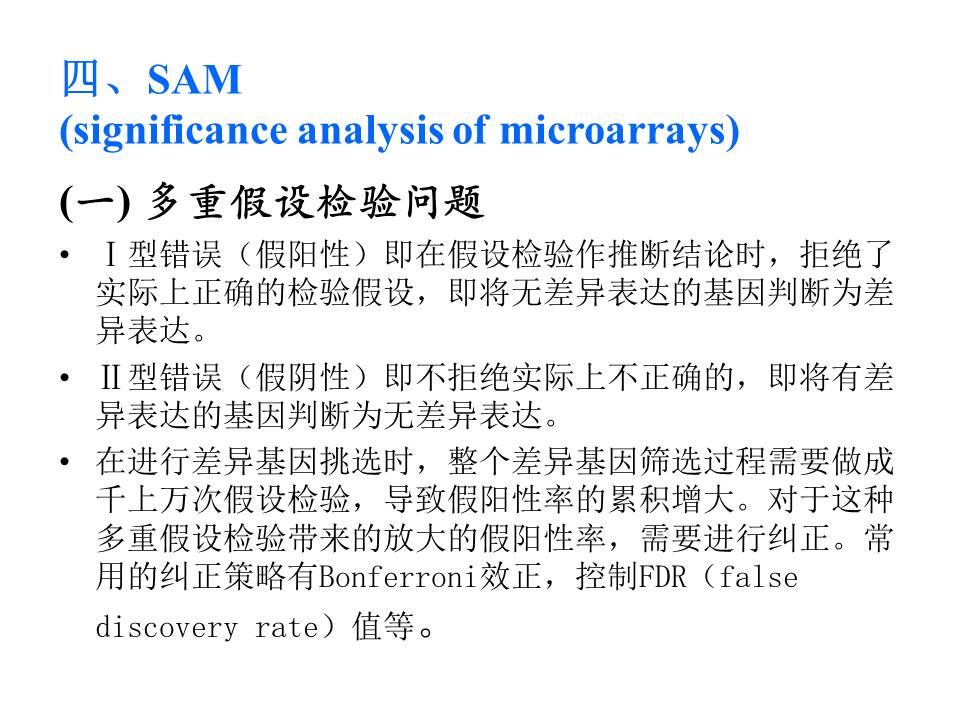 四、SAM
(significance analysis of microarrays)
(一) 多重假设检验问题
• Ⅰ型错误（假阳性）即在假设检验作推断结论时，拒绝了
实际上正确的检验假设，即将无差异表达的基因判断为差
异表达。
• Ⅱ型错误（假阴性）即不拒绝实际上不正确的，即将有差
异表达的基因判断为无差异表达。
• 在进行差异基因挑选时，整个差异基因筛选过程需要做成
千上万次假设检验，导致假阳性率的累积增大。对于这种
多重假设检验带来的放大的假阳性率，需要进行纠正。常
用的纠正策略有Bonferroni效正，控制FDR（false
discovery rate）值等。